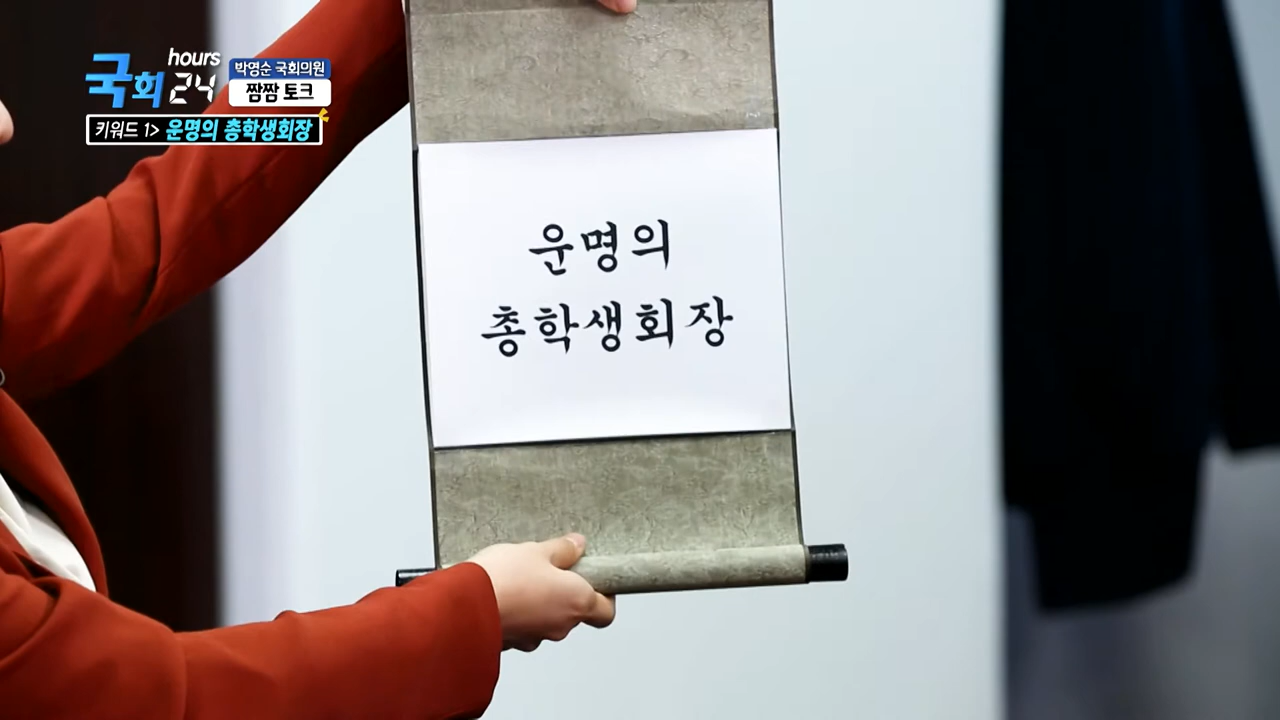 국회 24 hours
박영순 국회의원
짬짬 토크
키워드 1> 운명의 총학생회장
운명의
총학생회장